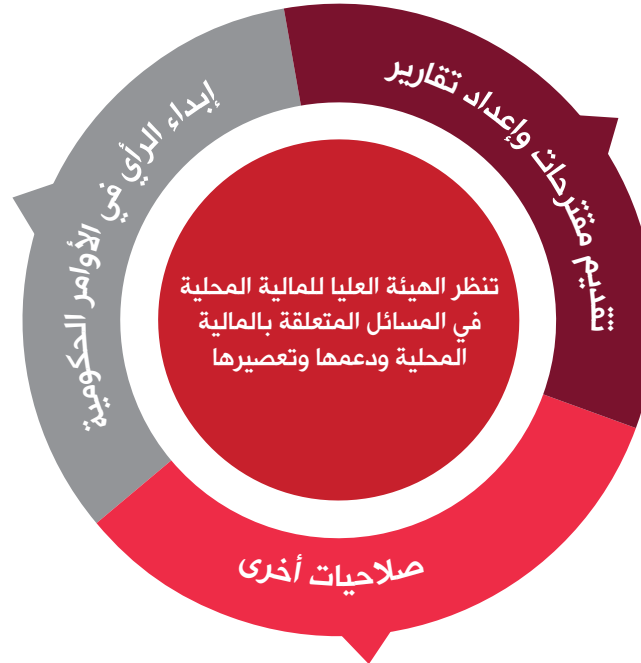 تقديم مقترحات وإعداد تقارير
إبداء الرأي في الأوامر الحكومية
تنظر الهيئة العليا للمالية المحلية
في المسائل المتعلقة بالمالية
المحلية ودعمها وتعصيرها
صلاحيات أخرى